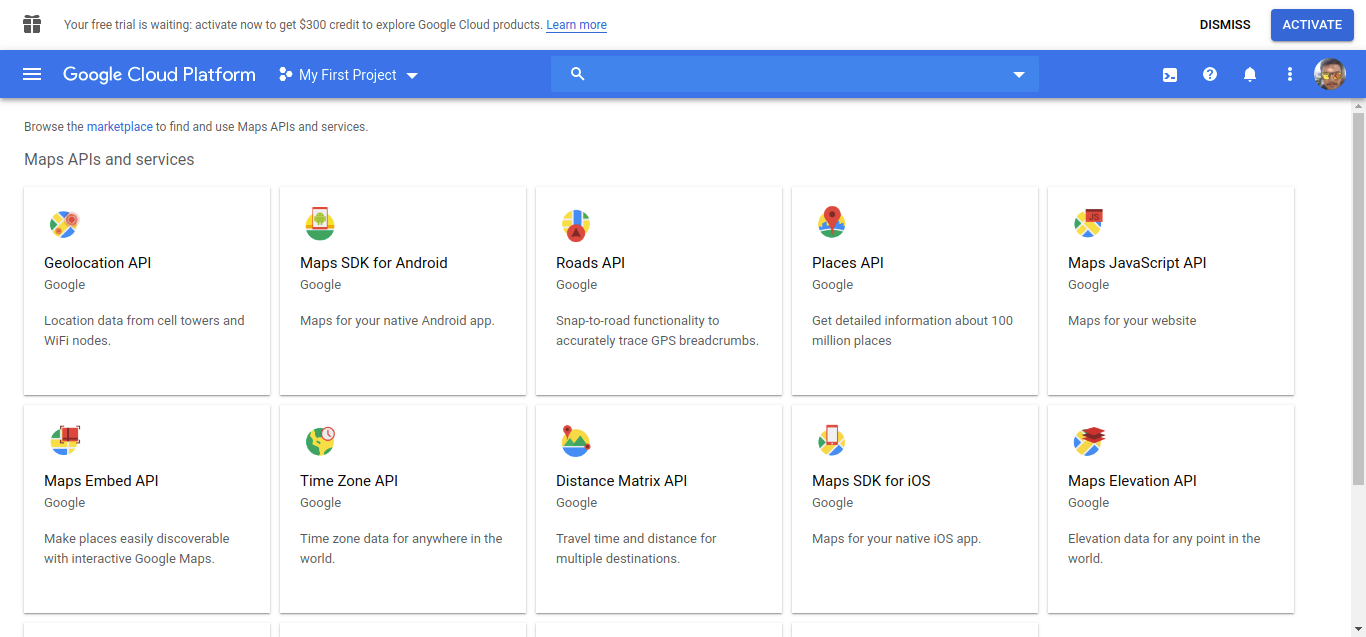 Your free trial is waiting: activate now to get $300 credit to explore Google Cloud products. Learn more
DISMISS
ACTIVATE
Google Cloud Platform
My First Project
Browse the marketplace to find and use Maps APIs and services.
Maps APIs and services
Geolocation API
Google
Location data from cell towers and
WiFi nodes.
Maps SDK for Android
Google
Maps for your native Android app.
Roads API
Google
Snap-to-road functionality to
accurately trace GPS breadcrumbs.
Places API
Google
Get detailed information about 100
million places
JS
Maps JavaScript API
Google
Maps for your website
Maps Embed API
Google
Make places easily discoverable
with interactive Google Maps.
Time Zone API
Google
Time zone data for anywhere in the
world.
Distance Matrix API
Google
Travel time and distance for
multiple destinations.
Maps SDK for iOS
Google
Maps for your native iOS app.
Maps Elevation API
Google
Elevation data for any point in the
world.